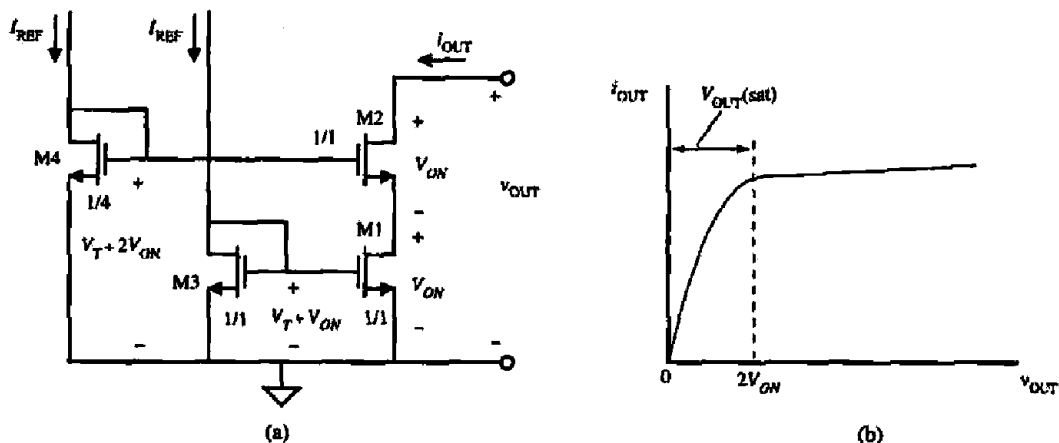 I_REF I_REF i_OUT
M4 1/4 + V_T + 2V_ON −
M3 1/1 + V_T + V_ON −
1/1 M2 + V_ON −
M1 1/1 + V_ON −
+ v_OUT −
(a)
i_OUT V_OUT(sat)
0 2V_ON v_OUT
(b)